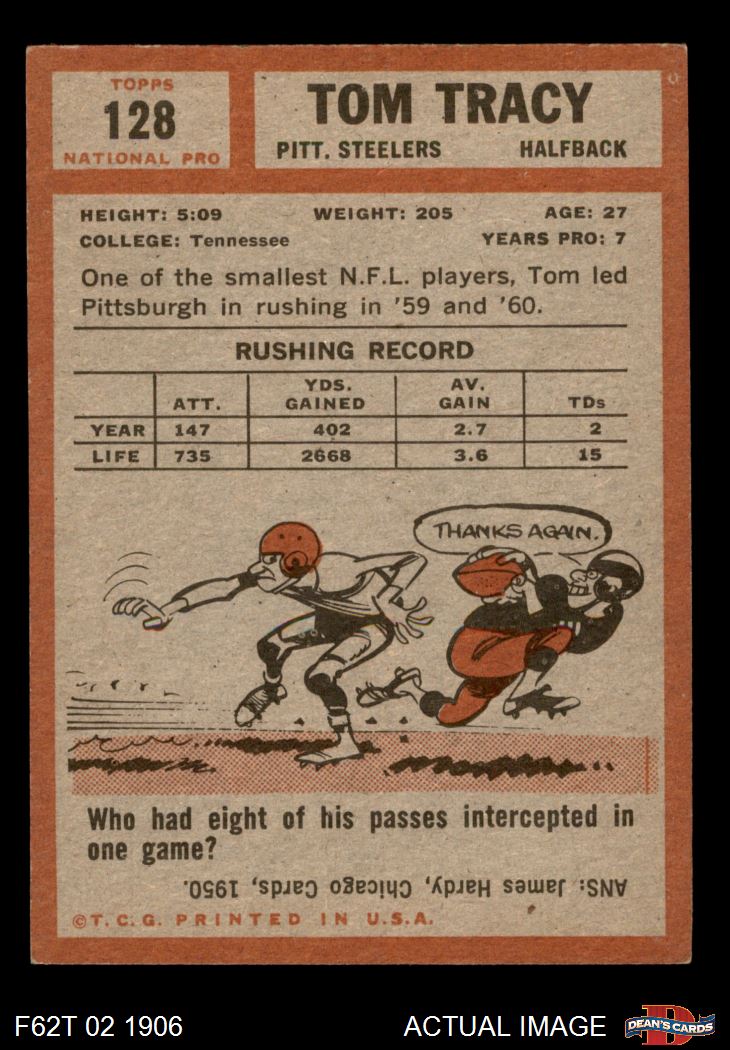 TOPPS
128
NATIONAL PRO
TOM TRACY
PITT. STEELERS HALFBACK
HEIGHT: 5:09 WEIGHT: 205 AGE: 27
COLLEGE: Tennessee YEARS PRO: 7
One of the smallest N.F.L. players, Tom led
Pittsburgh in rushing in '59 and '60.
RUSHING RECORD
ATT. YDS. GAINED AV. GAIN TDs
YEAR 147 402 2.7 2
LIFE 735 2668 3.6 15
THANKS AGAIN.
Who had eight of his passes intercepted in
one game?
ANS: James Hardy, Chicago Cards, 1950.
©T.C.G. PRINTED IN U.S.A.
F62T 02 1906 ACTUAL IMAGE D
DEAN'S CARDS